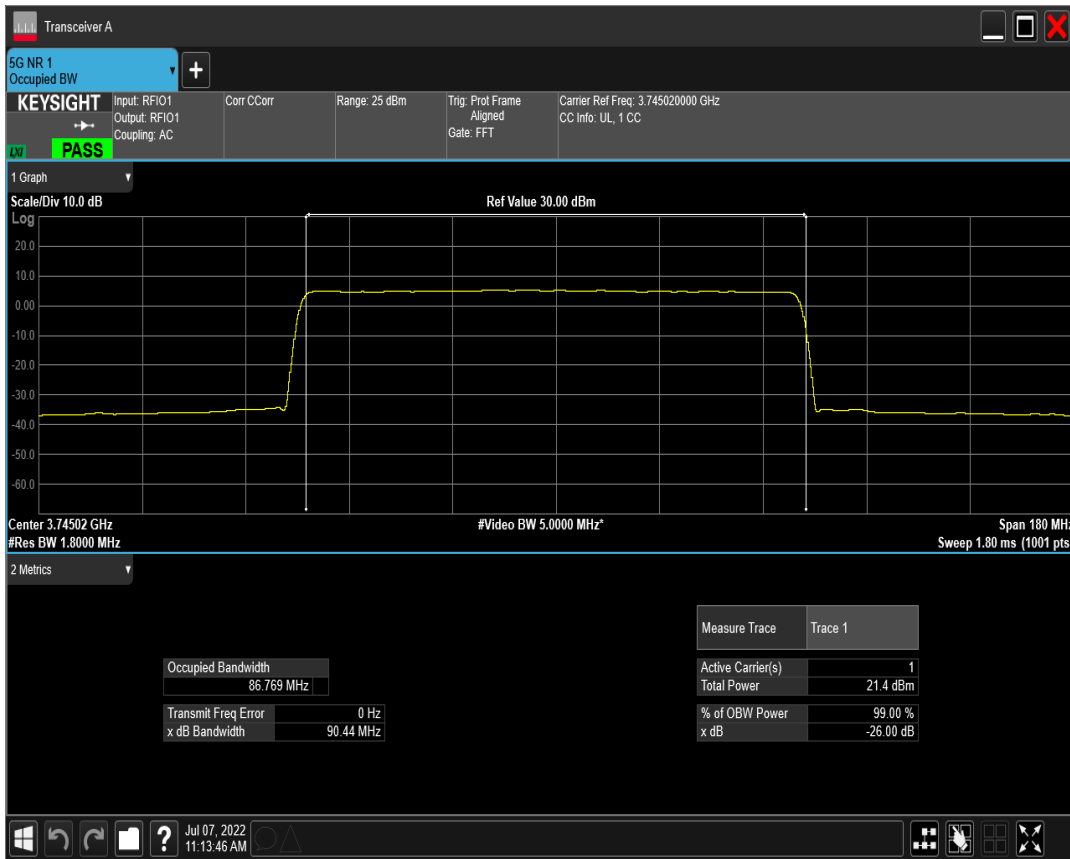 Transceiver A
5G NR 1
Occupied BW
KEYSIGHT
LXI
PASS
Input: RFIO1
Output: RFIO1
Coupling: AC
Corr CCorr
Range: 25 dBm
Trig: Prot Frame
Aligned
Gate: FFT
Carrier Ref Freq: 3.745020000 GHz
CC Info: UL, 1 CC
1 Graph
Scale/Div 10.0 dB
Ref Value 30.00 dBm
Log
20.0
10.0
0.00
-10.0
-20.0
-30.0
-40.0
-50.0
-60.0
Center 3.74502 GHz
#Video BW 5.0000 MHz*
Span 180 MHz
#Res BW 1.8000 MHz
Sweep 1.80 ms (1001 pts
2 Metrics
Measure Trace Trace 1
Occupied Bandwidth
86.769 MHz
Active Carrier(s) 1
Total Power 21.4 dBm
Transmit Freq Error 0 Hz
x dB Bandwidth 90.44 MHz
% of OBW Power 99.00 %
x dB -26.00 dB
?
Jul 07, 2022
11:13:46 AM